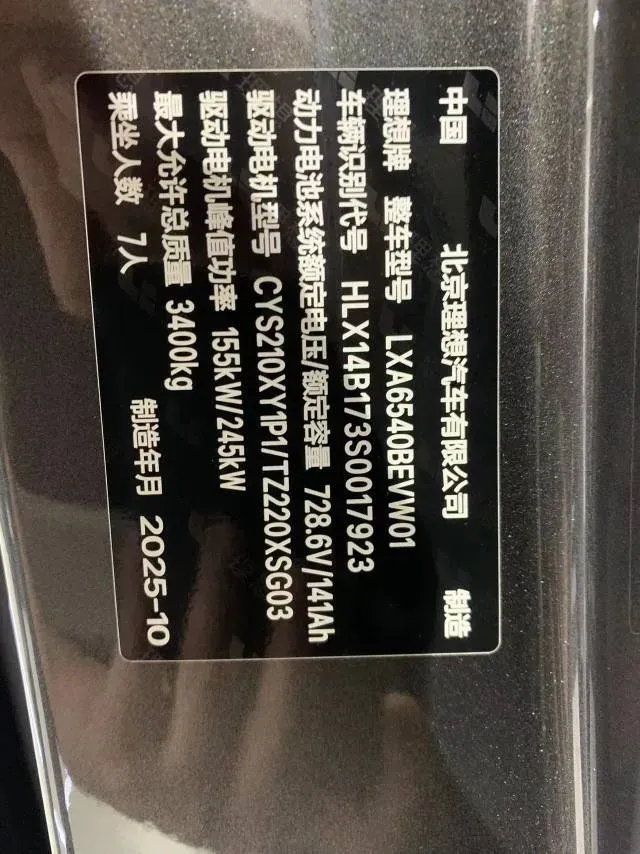 中国 北京理想汽车有限公司 制造
理想牌 整车型号 LXA6540BEVW01
车辆识别代号 HLX14B173S0017923
动力电池系统额定电压/额定容量 728.6V/141Ah
驱动电机型号 CYS210XY1P1/TZ220XSG03
驱动电机峰值功率 155kW/245kW
最大允许总质量 3400kg
乘坐人数 7人 制造年月 2025-10